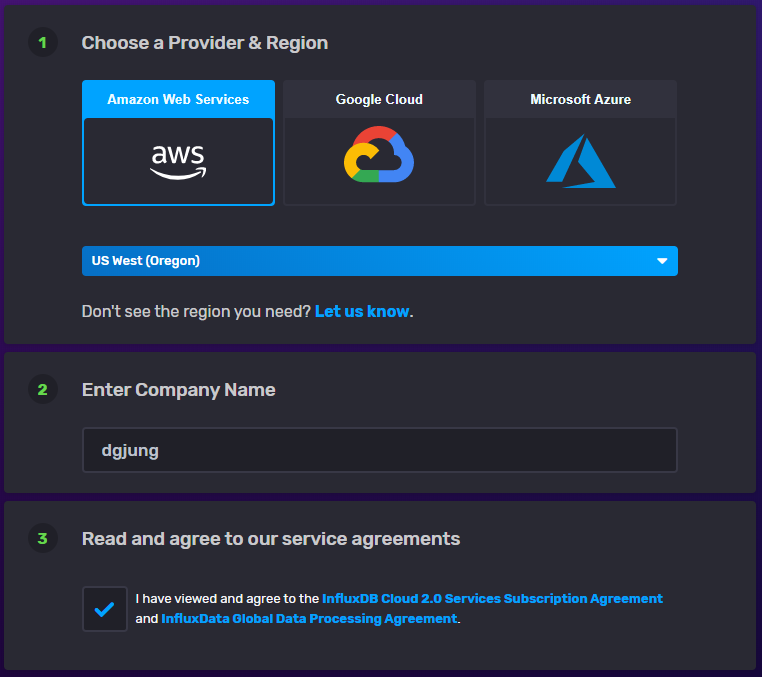 1
Choose a Provider & Region
Amazon Web Services
Google Cloud
Microsoft Azure
aws
US West (Oregon)
Don't see the region you need? Let us know.
2
Enter Company Name
dgjung
3
Read and agree to our service agreements
I have viewed and agree to the InfluxDB Cloud 2.0 Services Subscription Agreement
and InfluxData Global Data Processing Agreement.